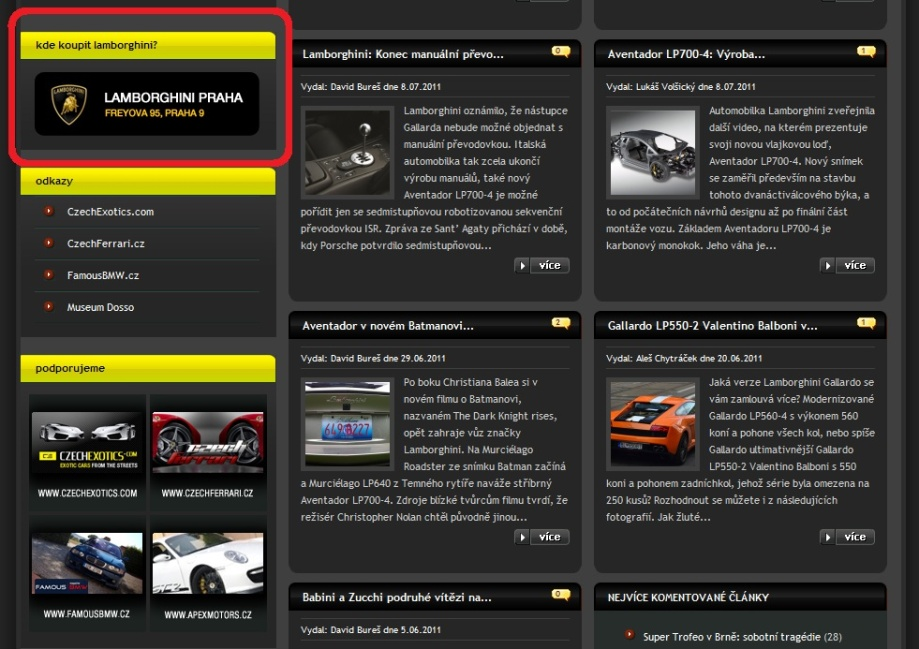 kde koupit lamborghini?
LAMBORGHINI
LAMBORGHINI PRAHA
FREYOVA 95, PRAHA 9
odkazy
CzechExotics.com
CzechFerrari.cz
FamousBMW.cz
Museum Dosso
podporujeme
CZECHEXOTICS.COM
EXOTIC CARS FROM THE STREETS
WWW.CZECHEXOTICS.COM
czech
Ferrari
WWW.CZECHFERRARI.CZ
FAMOUS BMW
WWW.FAMOUSBMW.CZ
WWW.APEXMOTORS.CZ
Lamborghini: Konec manuální převo...
0
Vydal: David Bureš dne 8.07.2011
Lamborghini oznámilo, že nástupce
Gallarda nebude možné objednat s
manuální převodovkou. Italská
automobilka tak zcela ukončí
výrobu manuálů, také nový
Aventador LP700-4 je možné
pořídit jen se sedmistupňovou robotizovanou sekvenční
převodovkou ISR. Zpráva ze Sant' Agaty přichází v době,
kdy Porsche potvrdilo sedmistupňovou...
více
Aventador LP700-4: Výroba...
1
Vydal: Lukáš Volšický dne 8.07.2011
Automobilka Lamborghini zveřejnila
další video, na kterém prezentuje
svoji novou vlajkovou loď,
Aventador LP700-4. Nový snímek
se zaměřil především na stavbu
tohoto dvanáctiválcového býka, a
to od počátečních návrhů designu až po finální část
montáže vozu. Základem Aventadoru LP700-4 je
karbonový monokok. Jeho váha je...
více
Aventador v novém Batmanovi...
2
Vydal: David Bureš dne 29.06.2011
Po boku Christiana Balea si v
novém filmu o Batmanovi,
nazvaném The Dark Knight rises,
opět zahraje vůz značky
Lamborghini. Na Murciélago
Roadster ze snímku Batman začíná
a Murciélago LP640 z Temného rytíře naváže stříbrný
Aventador LP700-4. Zdroje blízké tvůrcům filmu tvrdí, že
režisér Christopher Nolan chtěl původně jinou...
více
Gallardo LP550-2 Valentino Balboni v...
1
Vydal: Aleš Chytráček dne 20.06.2011
Jaká verze Lamborghini Gallardo se
vám zamlouvá více? Modernizované
Gallardo LP560-4 s výkonem 560
koní a pohone všech kol, nebo spíše
Gallardo ultimativnější Gallardo
LP550-2 Valentino Balboni s 550
koni a pohonem zadníchkol, jehož série byla omezena na
250 kusů? Rozhodnout se můžete i z následujících
fotografií. Jak žluté...
více
Babini a Zucchi podruhé vítězí na...
0
Vydal: David Bureš dne 5.06.2011
NEJVÍCE KOMENTOVANÉ ČLÁNKY
Super Trofeo v Brně: sobotní tragédie (28)